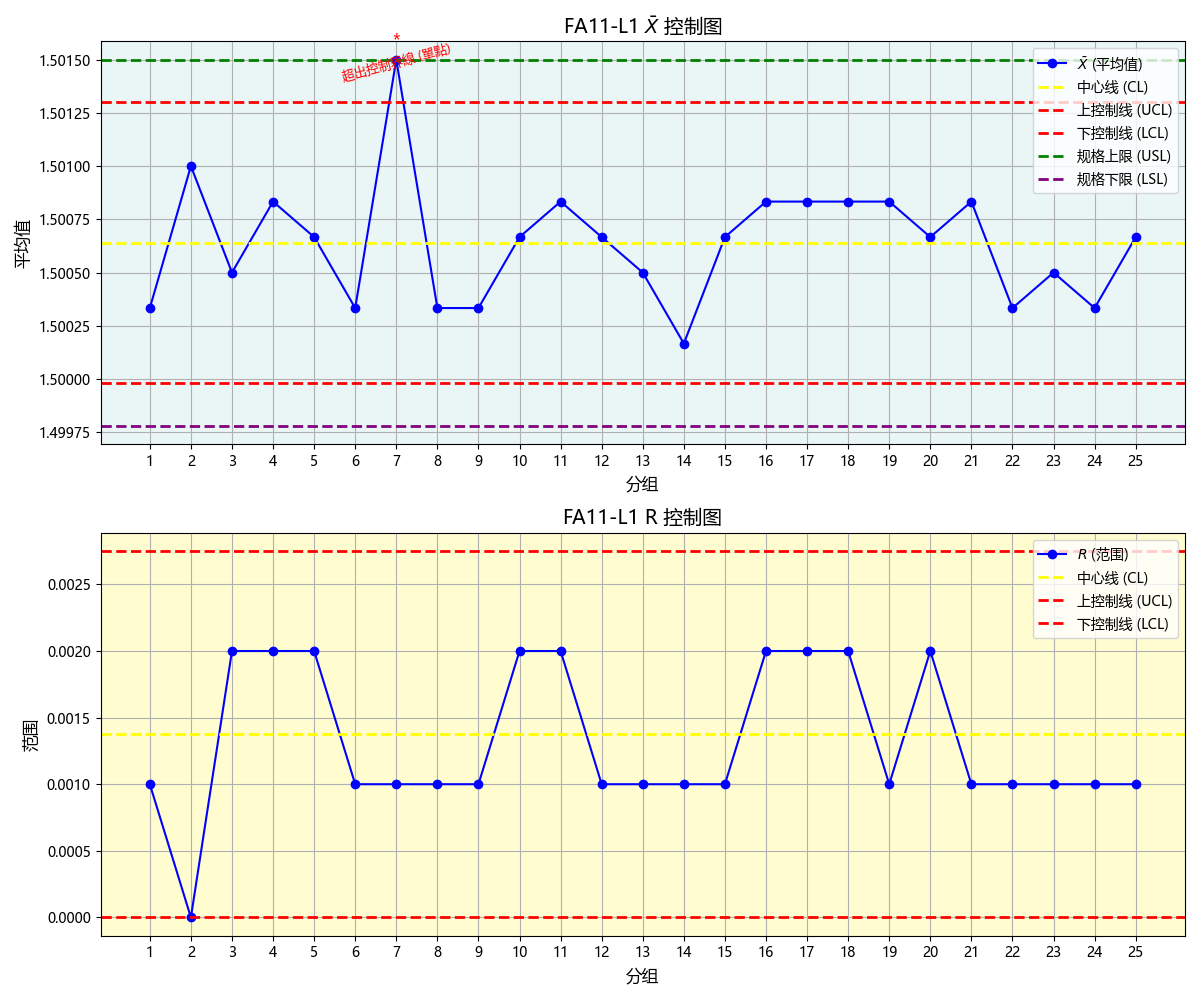 FA11-L1 X̄ 控制图
*
超出控制界線 (單點)
X̄ (平均值)
中心线 (CL)
上控制线 (UCL)
下控制线 (LCL)
规格上限 (USL)
规格下限 (LSL)
平均值
1.50150
1.50125
1.50100
1.50075
1.50050
1.50025
1.50000
1.49975
1 2 3 4 5 6 7 8 9 10 11 12 13 14 15 16 17 18 19 20 21 22 23 24 25
分组
FA11-L1 R 控制图
R (范围)
中心线 (CL)
上控制线 (UCL)
下控制线 (LCL)
范围
0.0025
0.0020
0.0015
0.0010
0.0005
0.0000
1 2 3 4 5 6 7 8 9 10 11 12 13 14 15 16 17 18 19 20 21 22 23 24 25
分组